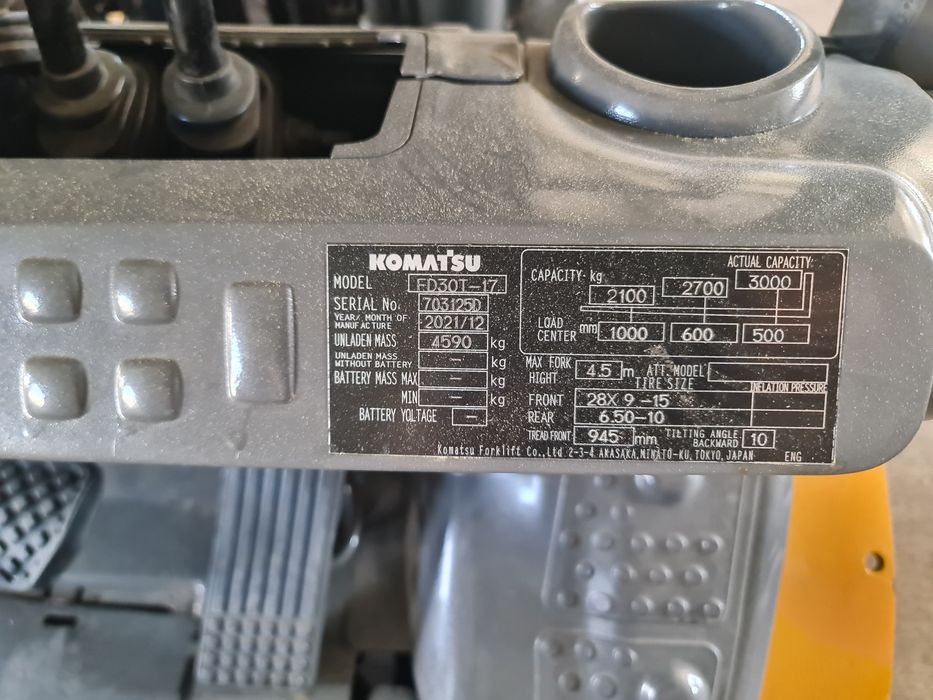 KOMATSU
MODEL FD30T-17
SERIAL No. 703125D
YEAR/ MONTH OF MANUFACTURE 2021/12
UNLADEN MASS 4590 kg
UNLADEN MASS WITHOUT BATTERY - kg
BATTERY MASS MAX - kg
MIN - kg
BATTERY VOLTAGE -
ACTUAL CAPACITY
CAPACITY kg 2100 2700 3000
LOAD CENTER mm 1000 600 500
MAX FORK HIGHT 4.5 m ATT. MODEL
TIRE SIZE INFLATION PRESSURE
FRONT 28X 9 -15
REAR 6.50-10
TREAD FRONT 945 mm TILTING ANGLE BACKWARD 10
Komatsu Forklift Co., Ltd 2-3-4 AKASAKA, MINATO-KU, TOKYO, JAPAN ENG